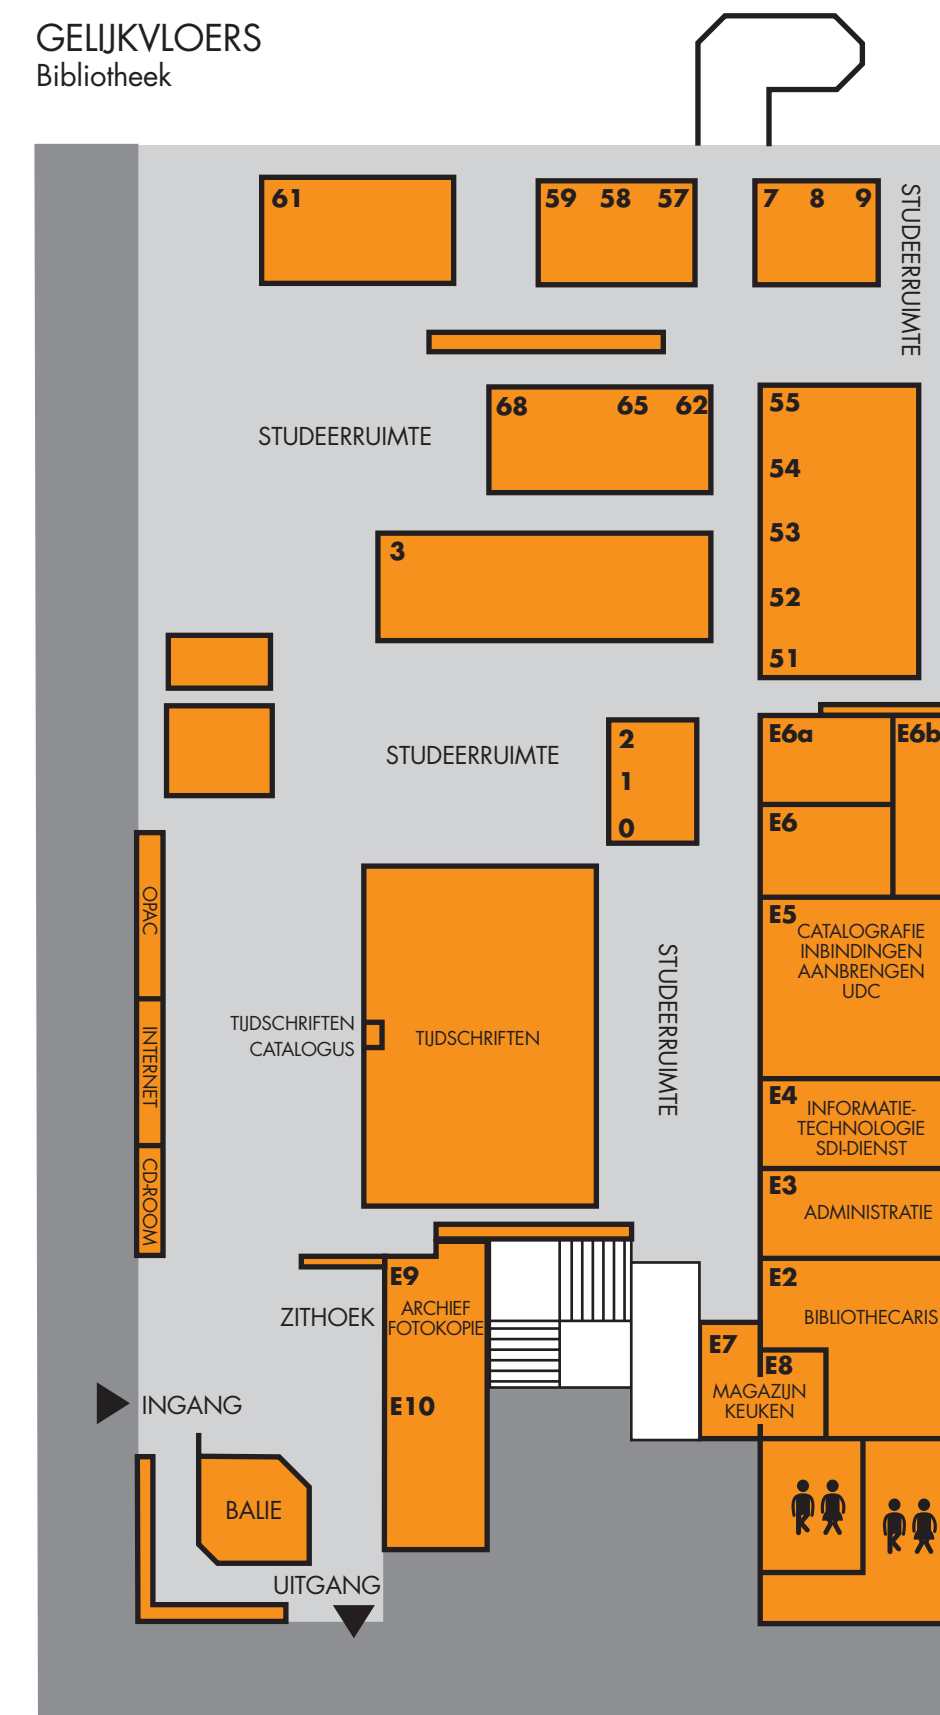 GELIJKVLOERS
Bibliotheek
61
59 58 57
7 8 9
STUDEERRUIMTE
68 65 62
55
STUDEERRUIMTE
54
3
53
52
51
STUDEERRUIMTE
2
1
0
E6a
E6b
E6
OPAC
INTERNET
CD-ROOM
TIJDSCHRIFTEN
CATALOGUS
TIJDSCHRIFTEN
STUDEERRUIMTE
E5
CATALOGRAFIE
INBINDINGEN
AANBRENGEN
UDC
E4
INFORMATIE-
TECHNOLOGIE
SDI-DIENST
E3
ADMINISTRATIE
E2
BIBLIOTHECARIS
E9
ARCHIEF
FOTOKOPIE
ZITHOEK
E10
E7
E8
MAGAZIJN
KEUKEN
INGANG
BALIE
UITGANG